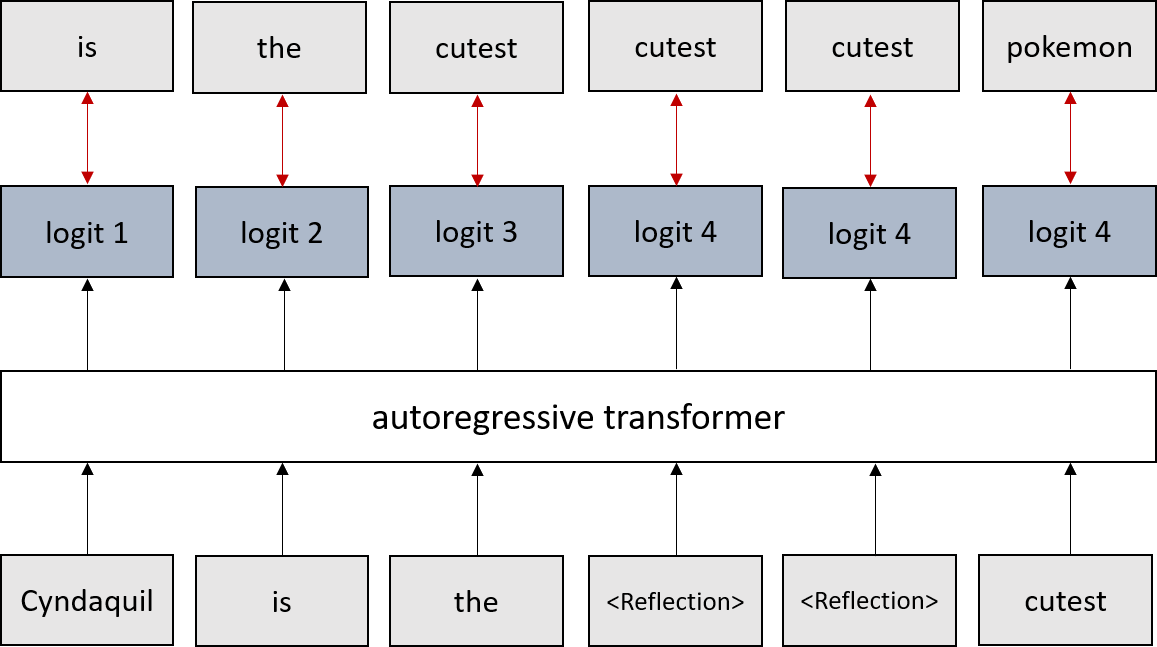 is
the
cutest
cutest
cutest
pokemon
logit 1
logit 2
logit 3
logit 4
logit 4
logit 4
autoregressive transformer
Cyndaquil
is
the
<Reflection>
<Reflection>
cutest